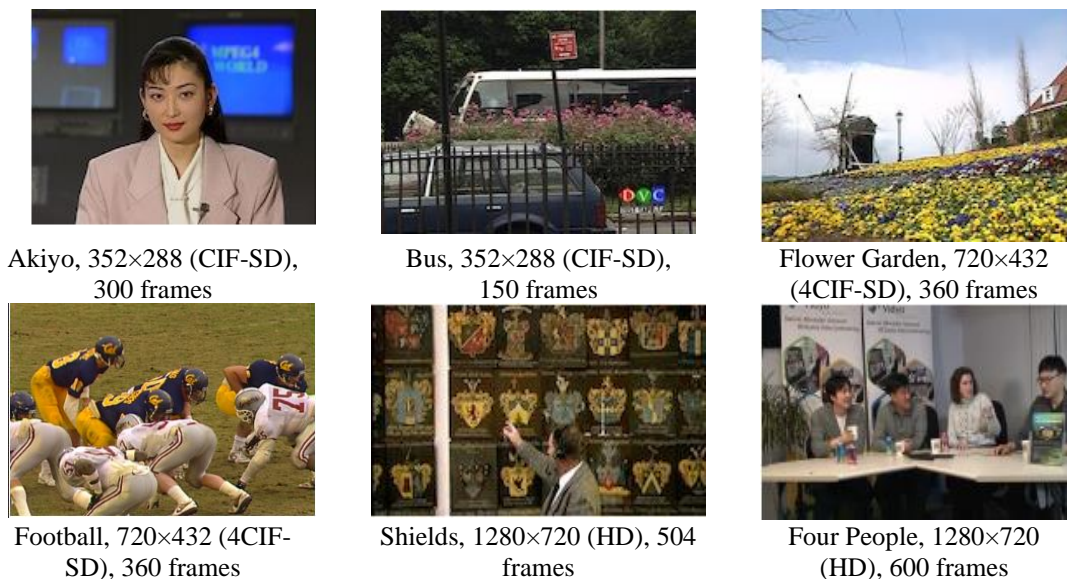 MPEG4
WORLD
DVC
Akiyo, 352×288 (CIF-SD),
300 frames
Bus, 352×288 (CIF-SD),
150 frames
Flower Garden, 720×432
(4CIF-SD), 360 frames
75
Video
Football, 720×432 (4CIF-
SD), 360 frames
Shields, 1280×720 (HD), 504
frames
Four People, 1280×720
(HD), 600 frames